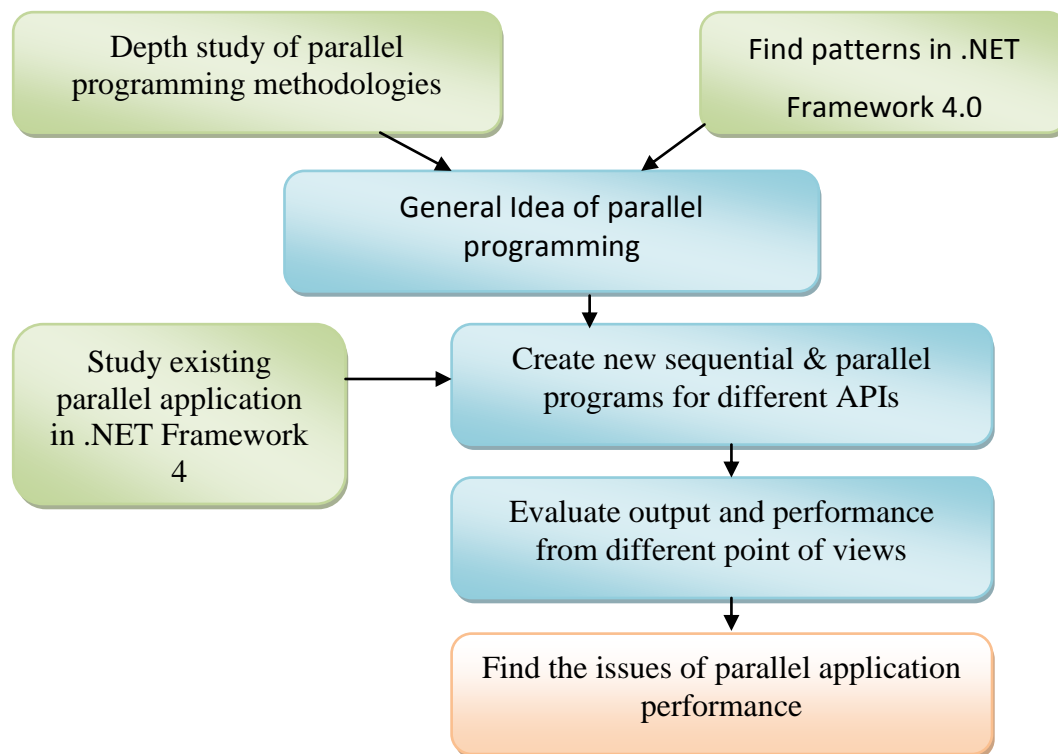 Depth study of parallel
programming methodologies
Find patterns in .NET
Framework 4.0
General Idea of parallel
programming
Study existing
parallel application
in .NET Framework
4
Create new sequential & parallel
programs for different APIs
Evaluate output and performance
from different point of views
Find the issues of parallel application
performance